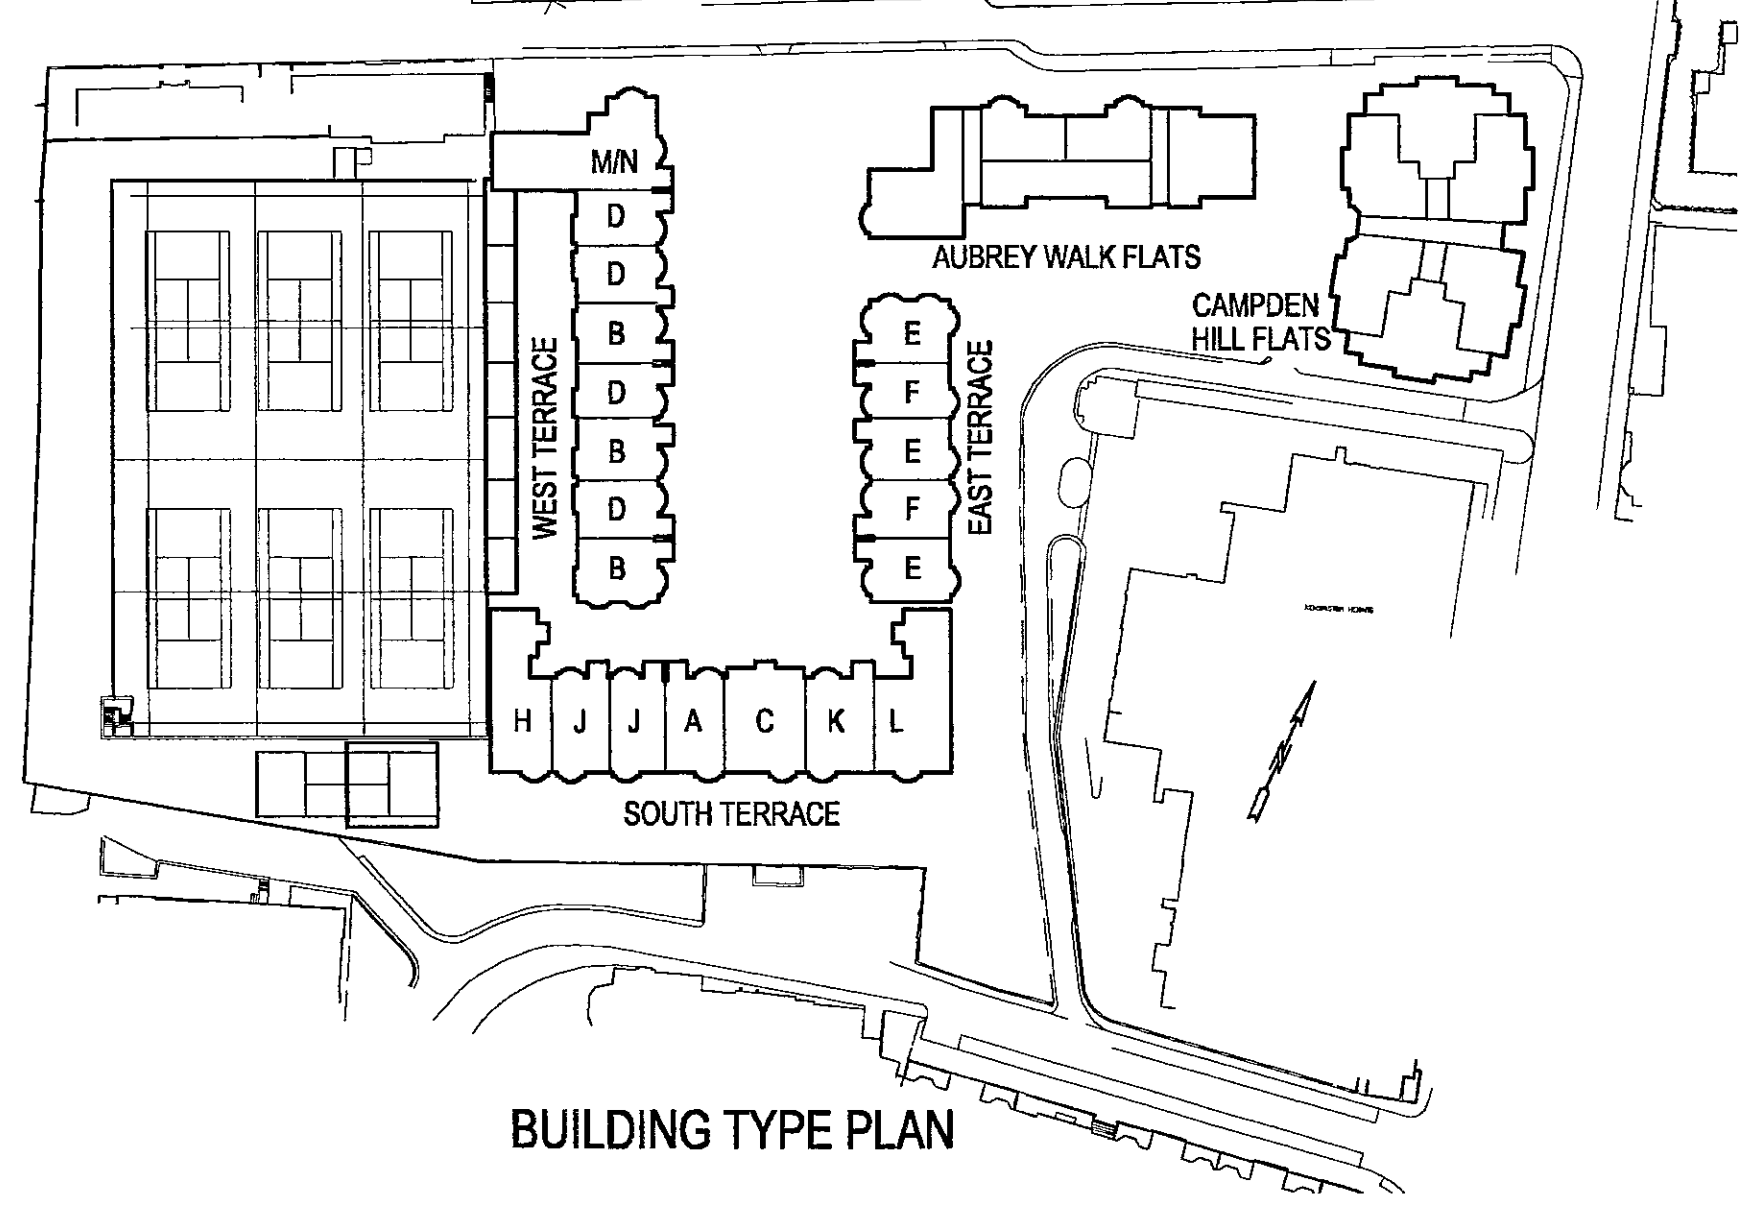 M/N
D
D
B
D
B
D
B
WEST TERRACE
AUBREY WALK FLATS
CAMPDEN
HILL FLATS
E
F
E
F
E
EAST TERRACE
H J J A C K L
SOUTH TERRACE
N
BUILDING TYPE PLAN